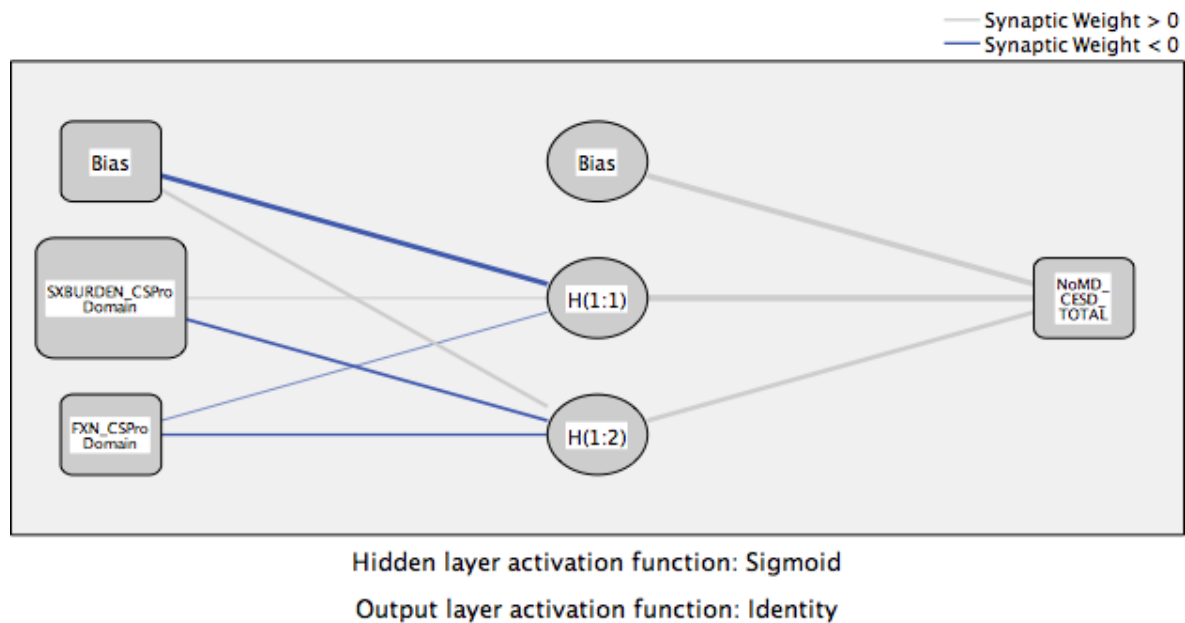 Synaptic Weight > 0
Synaptic Weight < 0
Bias
Bias
SXBURDEN_CSPro
Domain
H(1:1)
NoMD_
CESD_
TOTAL
FXN_CSPro
Domain
H(1:2)
Hidden layer activation function: Sigmoid
Output layer activation function: Identity